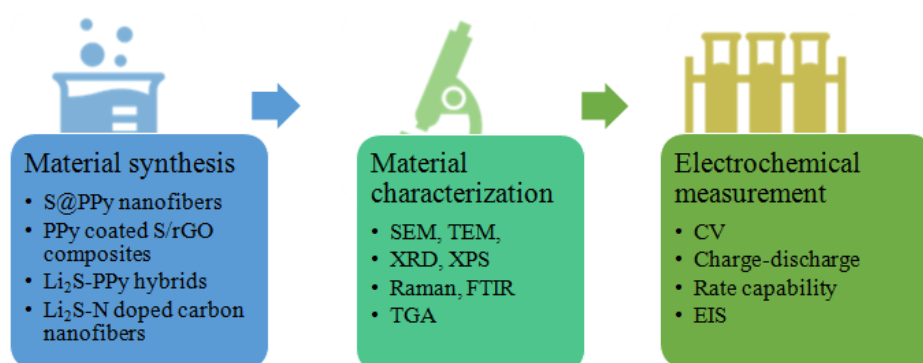 Material synthesis
• S@PPy nanofibers
• PPy coated S/rGO
composites
• Li₂S-PPy hybrids
• Li₂S-N doped carbon
nanofibers
Material
characterization
• SEM, TEM,
• XRD, XPS
• Raman, FTIR
• TGA
Electrochemical
measurement
• CV
• Charge-discharge
• Rate capability
• EIS